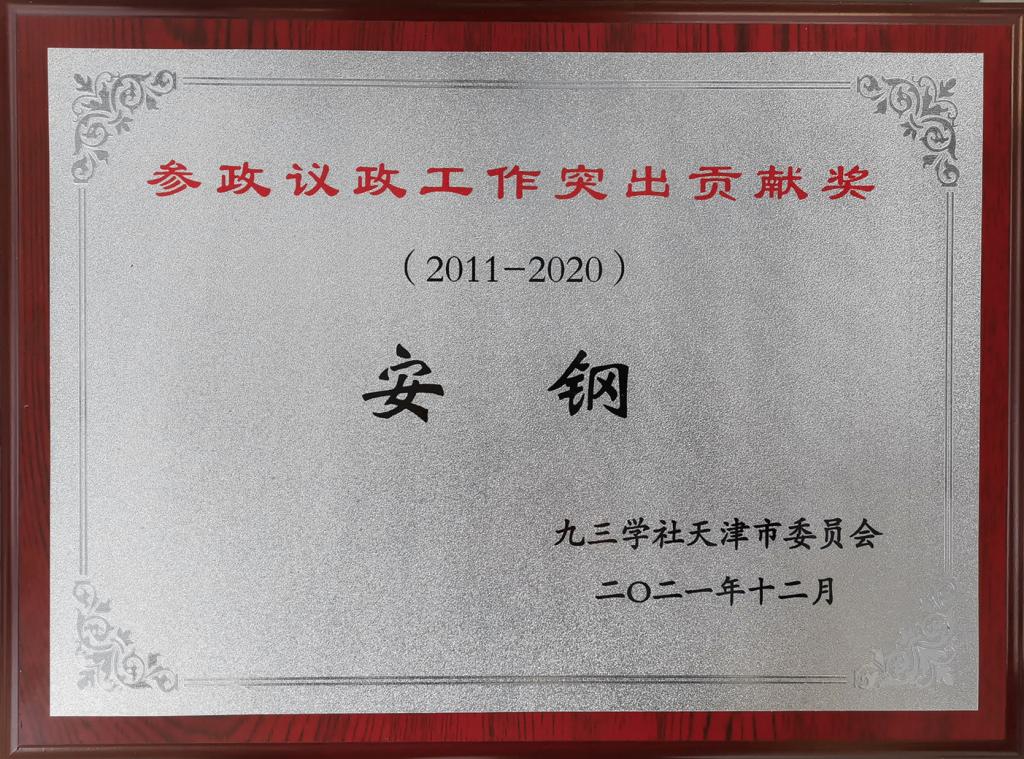 参政议政工作突出贡献奖
（2011-2020）
安 钢
九三学社天津市委员会
二〇二一年十二月